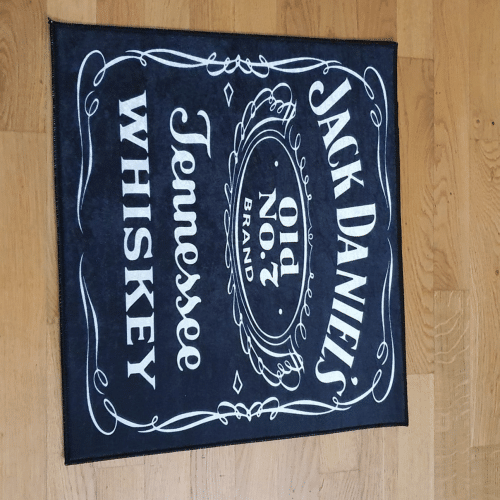 JACK DANIEL'S
Old
No.7
BRAND
Tennessee
WHISKEY